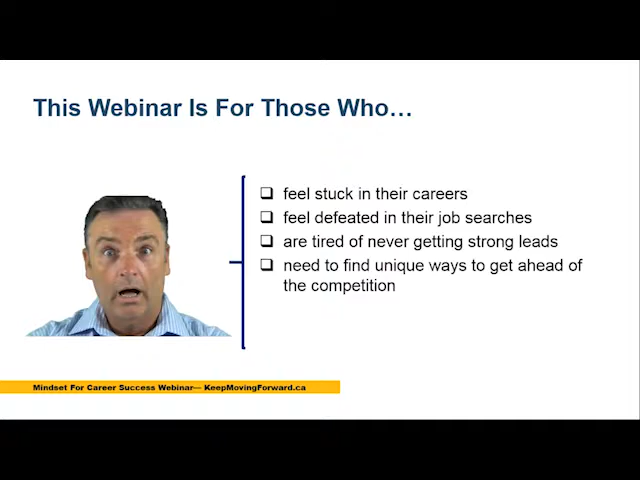 This Webinar Is For Those Who…
feel stuck in their careers
feel defeated in their job searches
are tired of never getting strong leads
need to find unique ways to get ahead of
the competition
Mindset For Career Success Webinar— KeepMovingForward.ca